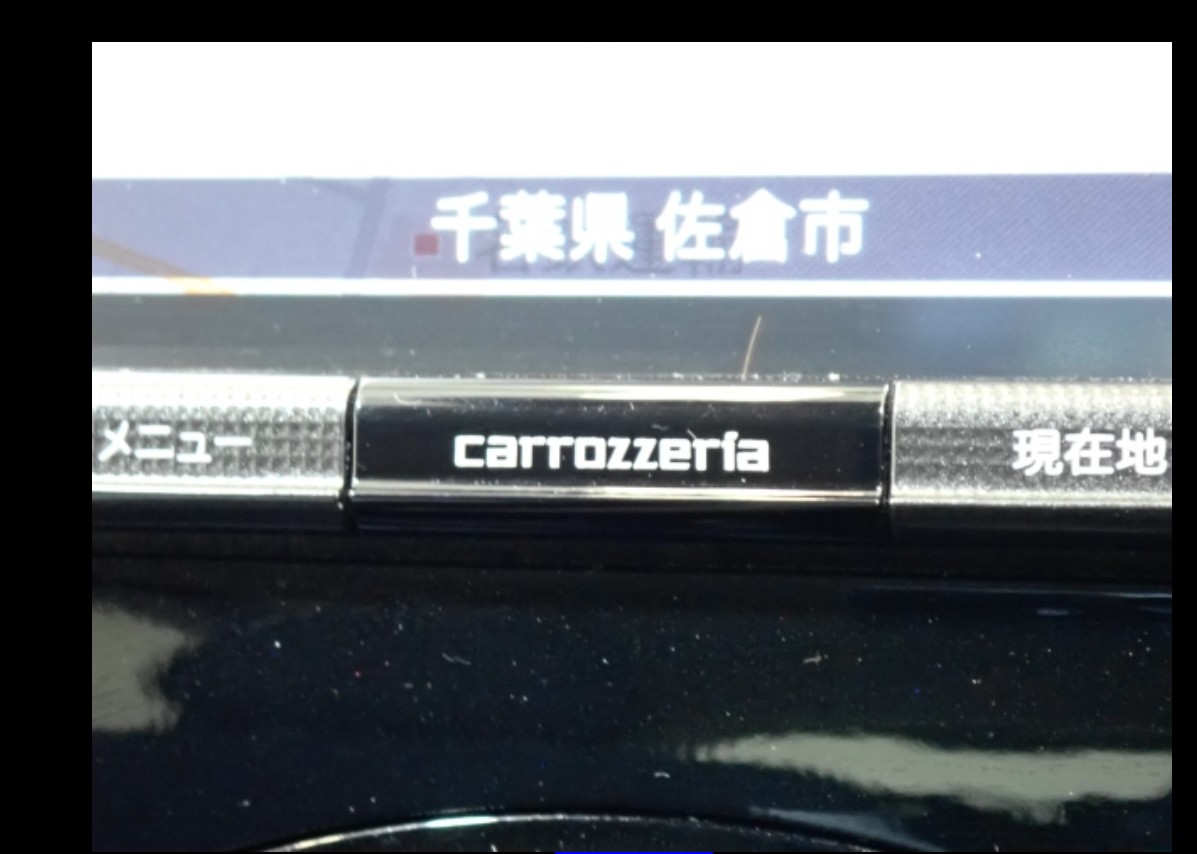 千葉県 佐倉市
メニュー
carrozzeria
現在地